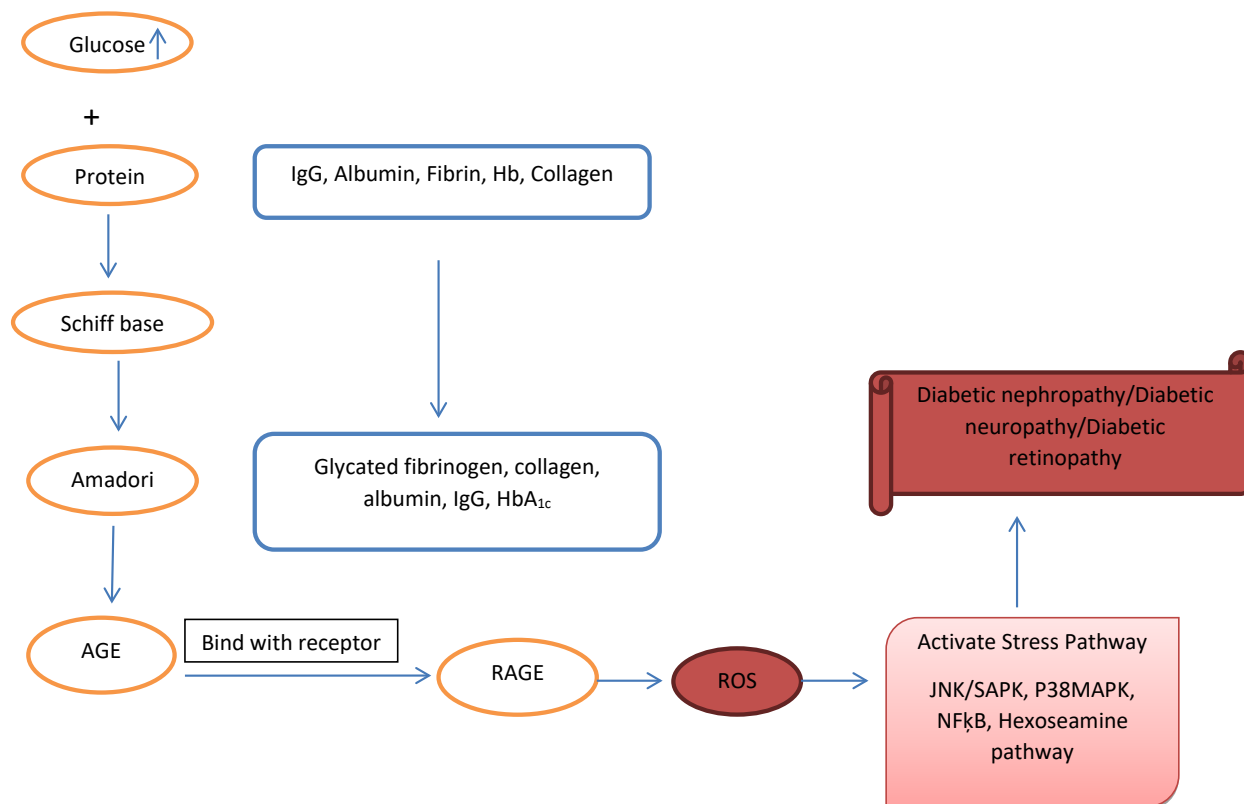 Glucose
+
Protein
IgG, Albumin, Fibrin, Hb, Collagen
Schiff base
Amadori
Glycated fibrinogen, collagen,
albumin, IgG, HbA1c
AGE
Bind with receptor
RAGE
ROS
Activate Stress Pathway
JNK/SAPK, P38MAPK,
NFķB, Hexoseamine
pathway
Diabetic nephropathy/Diabetic
neuropathy/Diabetic
retinopathy